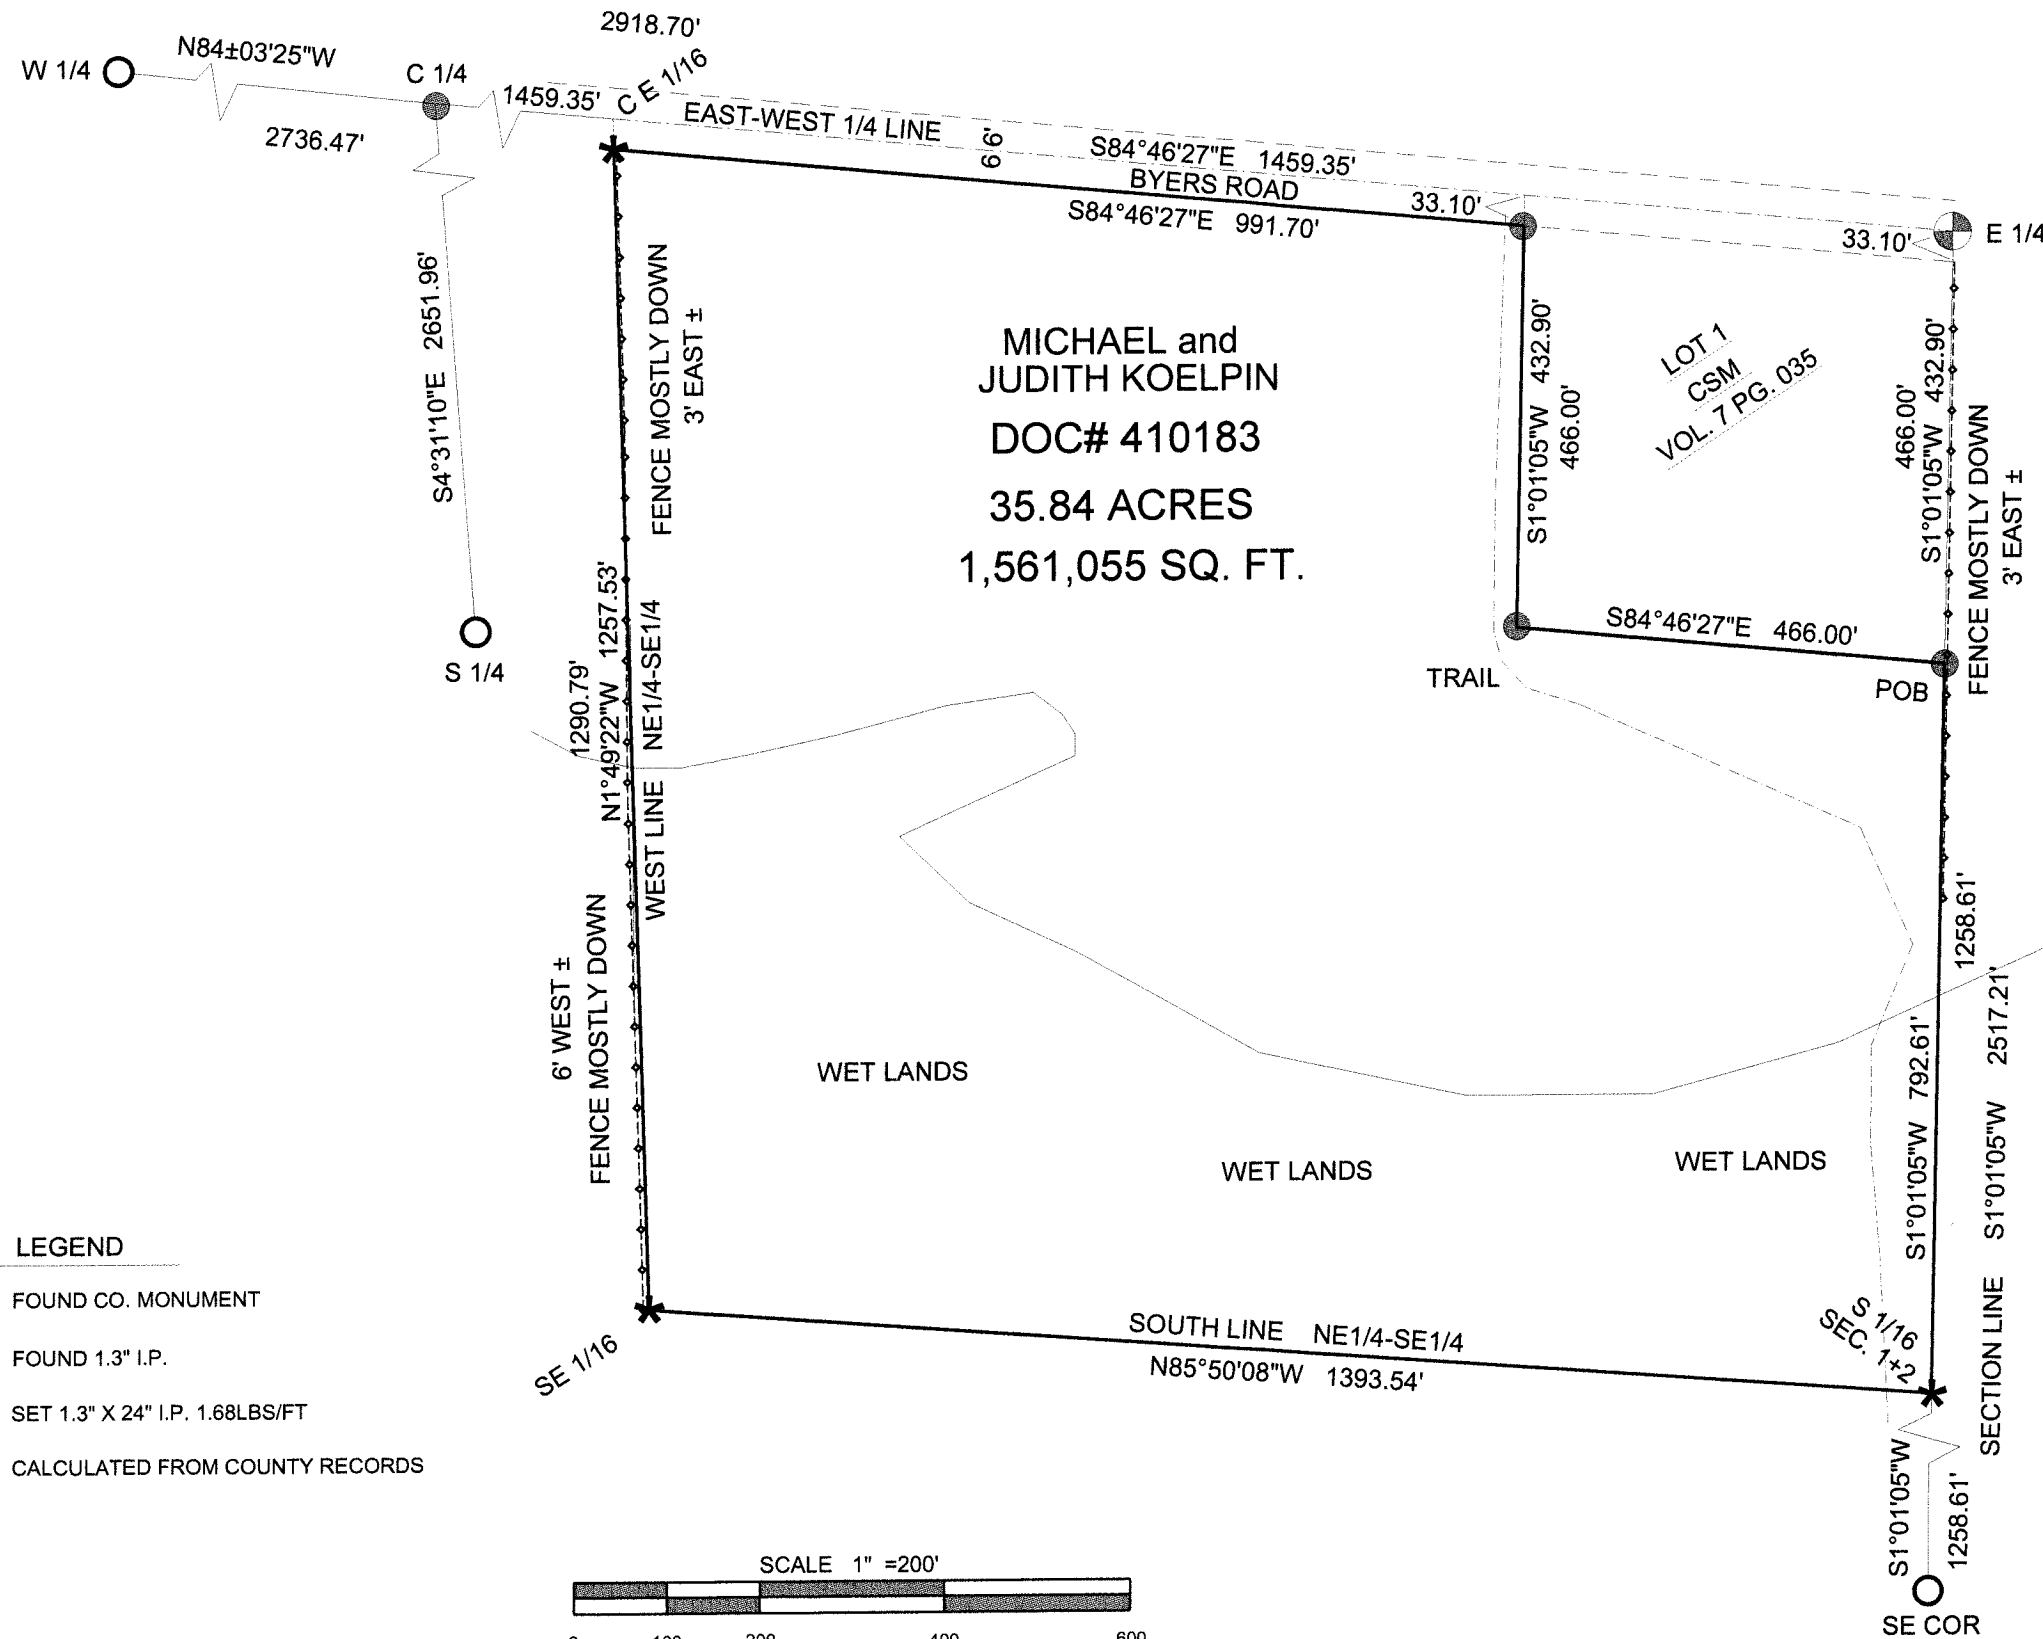 2918.70'
W 1/4
N84±03'25"W
C 1/4
2736.47'
1459.35'
C E 1/16
EAST-WEST 1/4 LINE
66'
S84°46'27"E 1459.35'
BYERS ROAD
S84°46'27"E 991.70'
33.10'
33.10'
E 1/4
S4°31'10"E 2651.96'
S 1/4
FENCE MOSTLY DOWN
3' EAST ±
MICHAEL and
JUDITH KOELPIN
DOC# 410183
35.84 ACRES
1,561,055 SQ. FT.
S1°01'05"W 432.90'
466.00'
LOT 1
CSM
VOL. 7 PG. 035
S1°01'05"W 432.90'
466.00'
FENCE MOSTLY DOWN
3' EAST ±
S84°46'27"E 466.00'
TRAIL
POB
1290.79'
N1°49'22"W 1257.53'
WEST LINE NE1/4-SE1/4
6' WEST ±
FENCE MOSTLY DOWN
WET LANDS
WET LANDS
WET LANDS
1258.61'
S1°01'05"W 792.61'
SECTION LINE S1°01'05"W 2517.21'
SE 1/16
SOUTH LINE NE1/4-SE1/4
N85°50'08"W 1393.54'
S 1/16
SEC. 1+2
S1°01'05"W
1258.61'
SE COR
LEGEND
FOUND CO. MONUMENT
FOUND 1.3" I.P.
SET 1.3" X 24" I.P. 1.68LBS/FT
CALCULATED FROM COUNTY RECORDS
SCALE 1" =200'
0 100 200 400 600